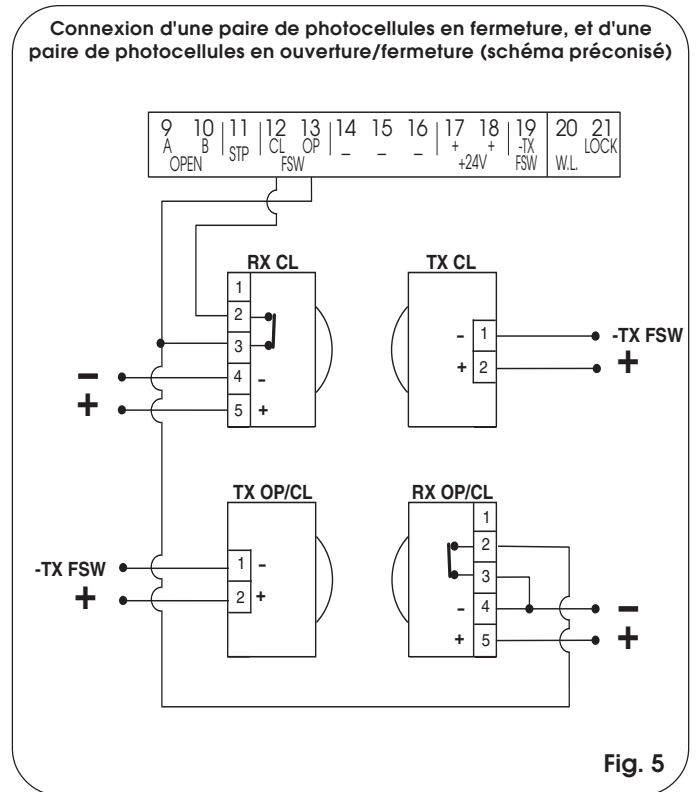 Connexion d'une paire de photocellules en fermeture, et d'une
paire de photocellules en ouverture/fermeture (schéma préconisé)
9 10 11 12 13 14 15 16 17 18 19 20 21
A B STP CL OP _ _ _ + + -TX LOCK
OPEN FSW +24V FSW W.L.
RX CL TX CL
1
2
3
4 -
5 +
- 1 -TX FSW
+ 2 +
-
+
TX OP/CL RX OP/CL
-TX FSW 1 -
+ 2 +
1
2
3
- 4 -
+ 5 +
Fig. 5